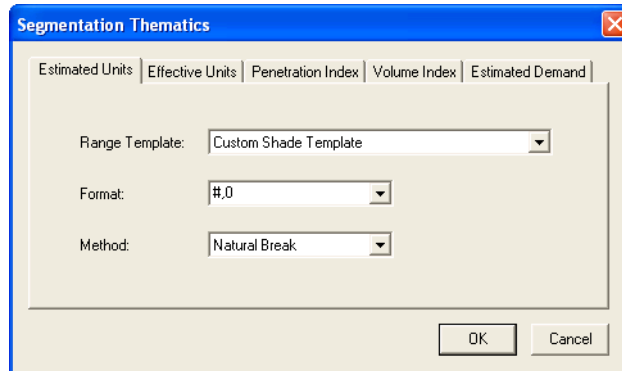 Segmentation Thematics
Estimated Units Effective Units Penetration Index Volume Index Estimated Demand
Range Template: Custom Shade Template
Format: #,0
Method: Natural Break
OK Cancel